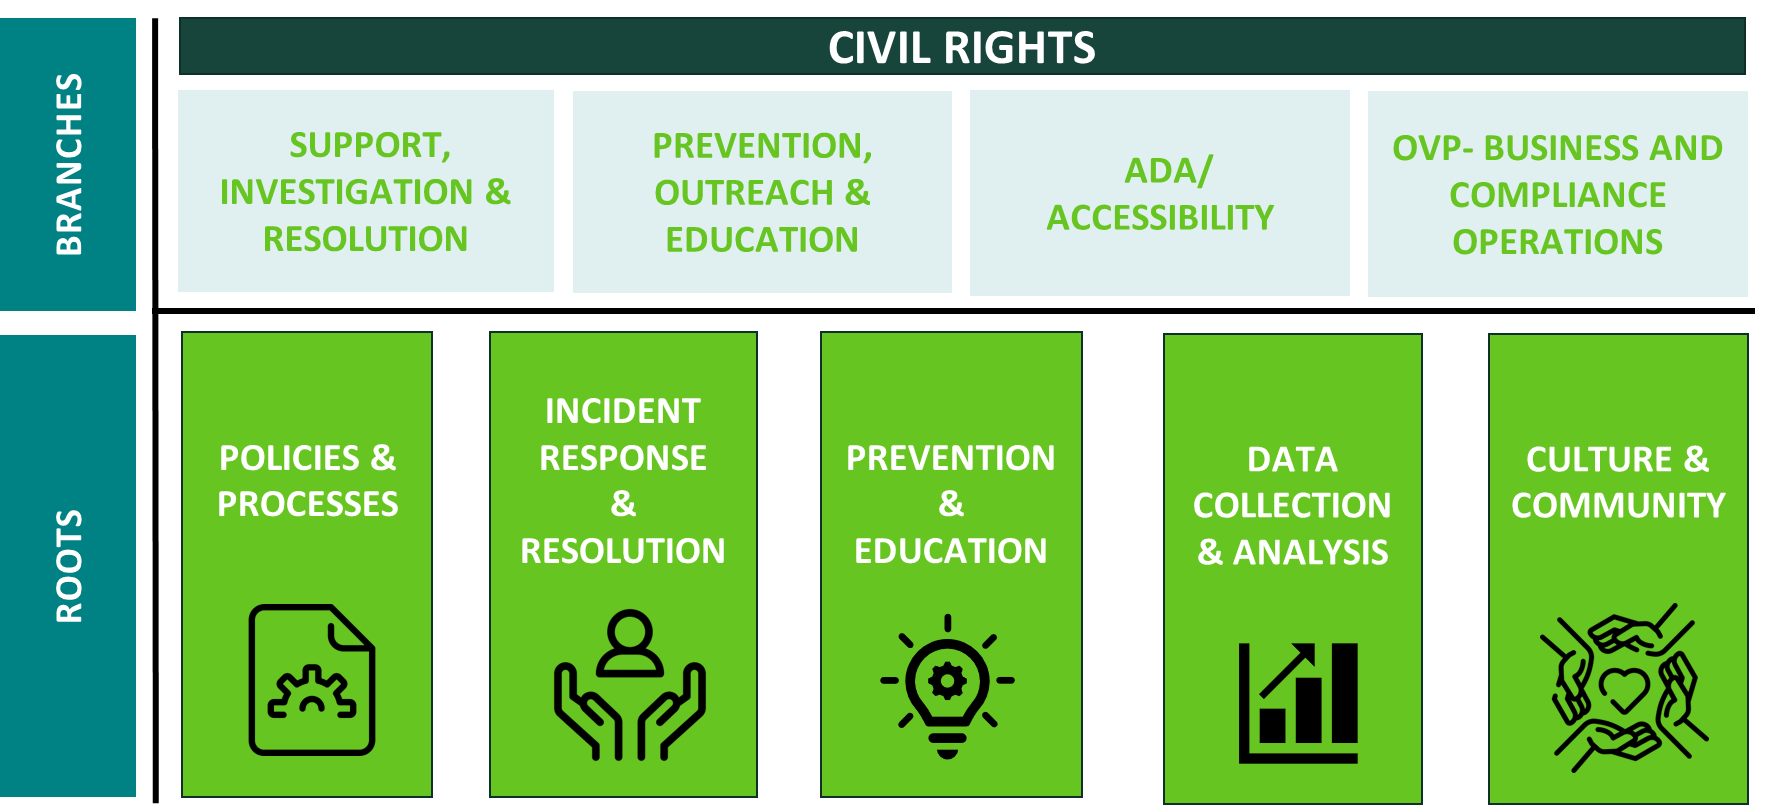 BRANCHES
CIVIL RIGHTS
SUPPORT,
INVESTIGATION &
RESOLUTION
PREVENTION,
OUTREACH &
EDUCATION
ADA/
ACCESSIBILITY
OVP- BUSINESS AND
COMPLIANCE
OPERATIONS
ROOTS
POLICIES &
PROCESSES
INCIDENT
RESPONSE
&
RESOLUTION
PREVENTION
&
EDUCATION
DATA
COLLECTION
& ANALYSIS
CULTURE &
COMMUNITY